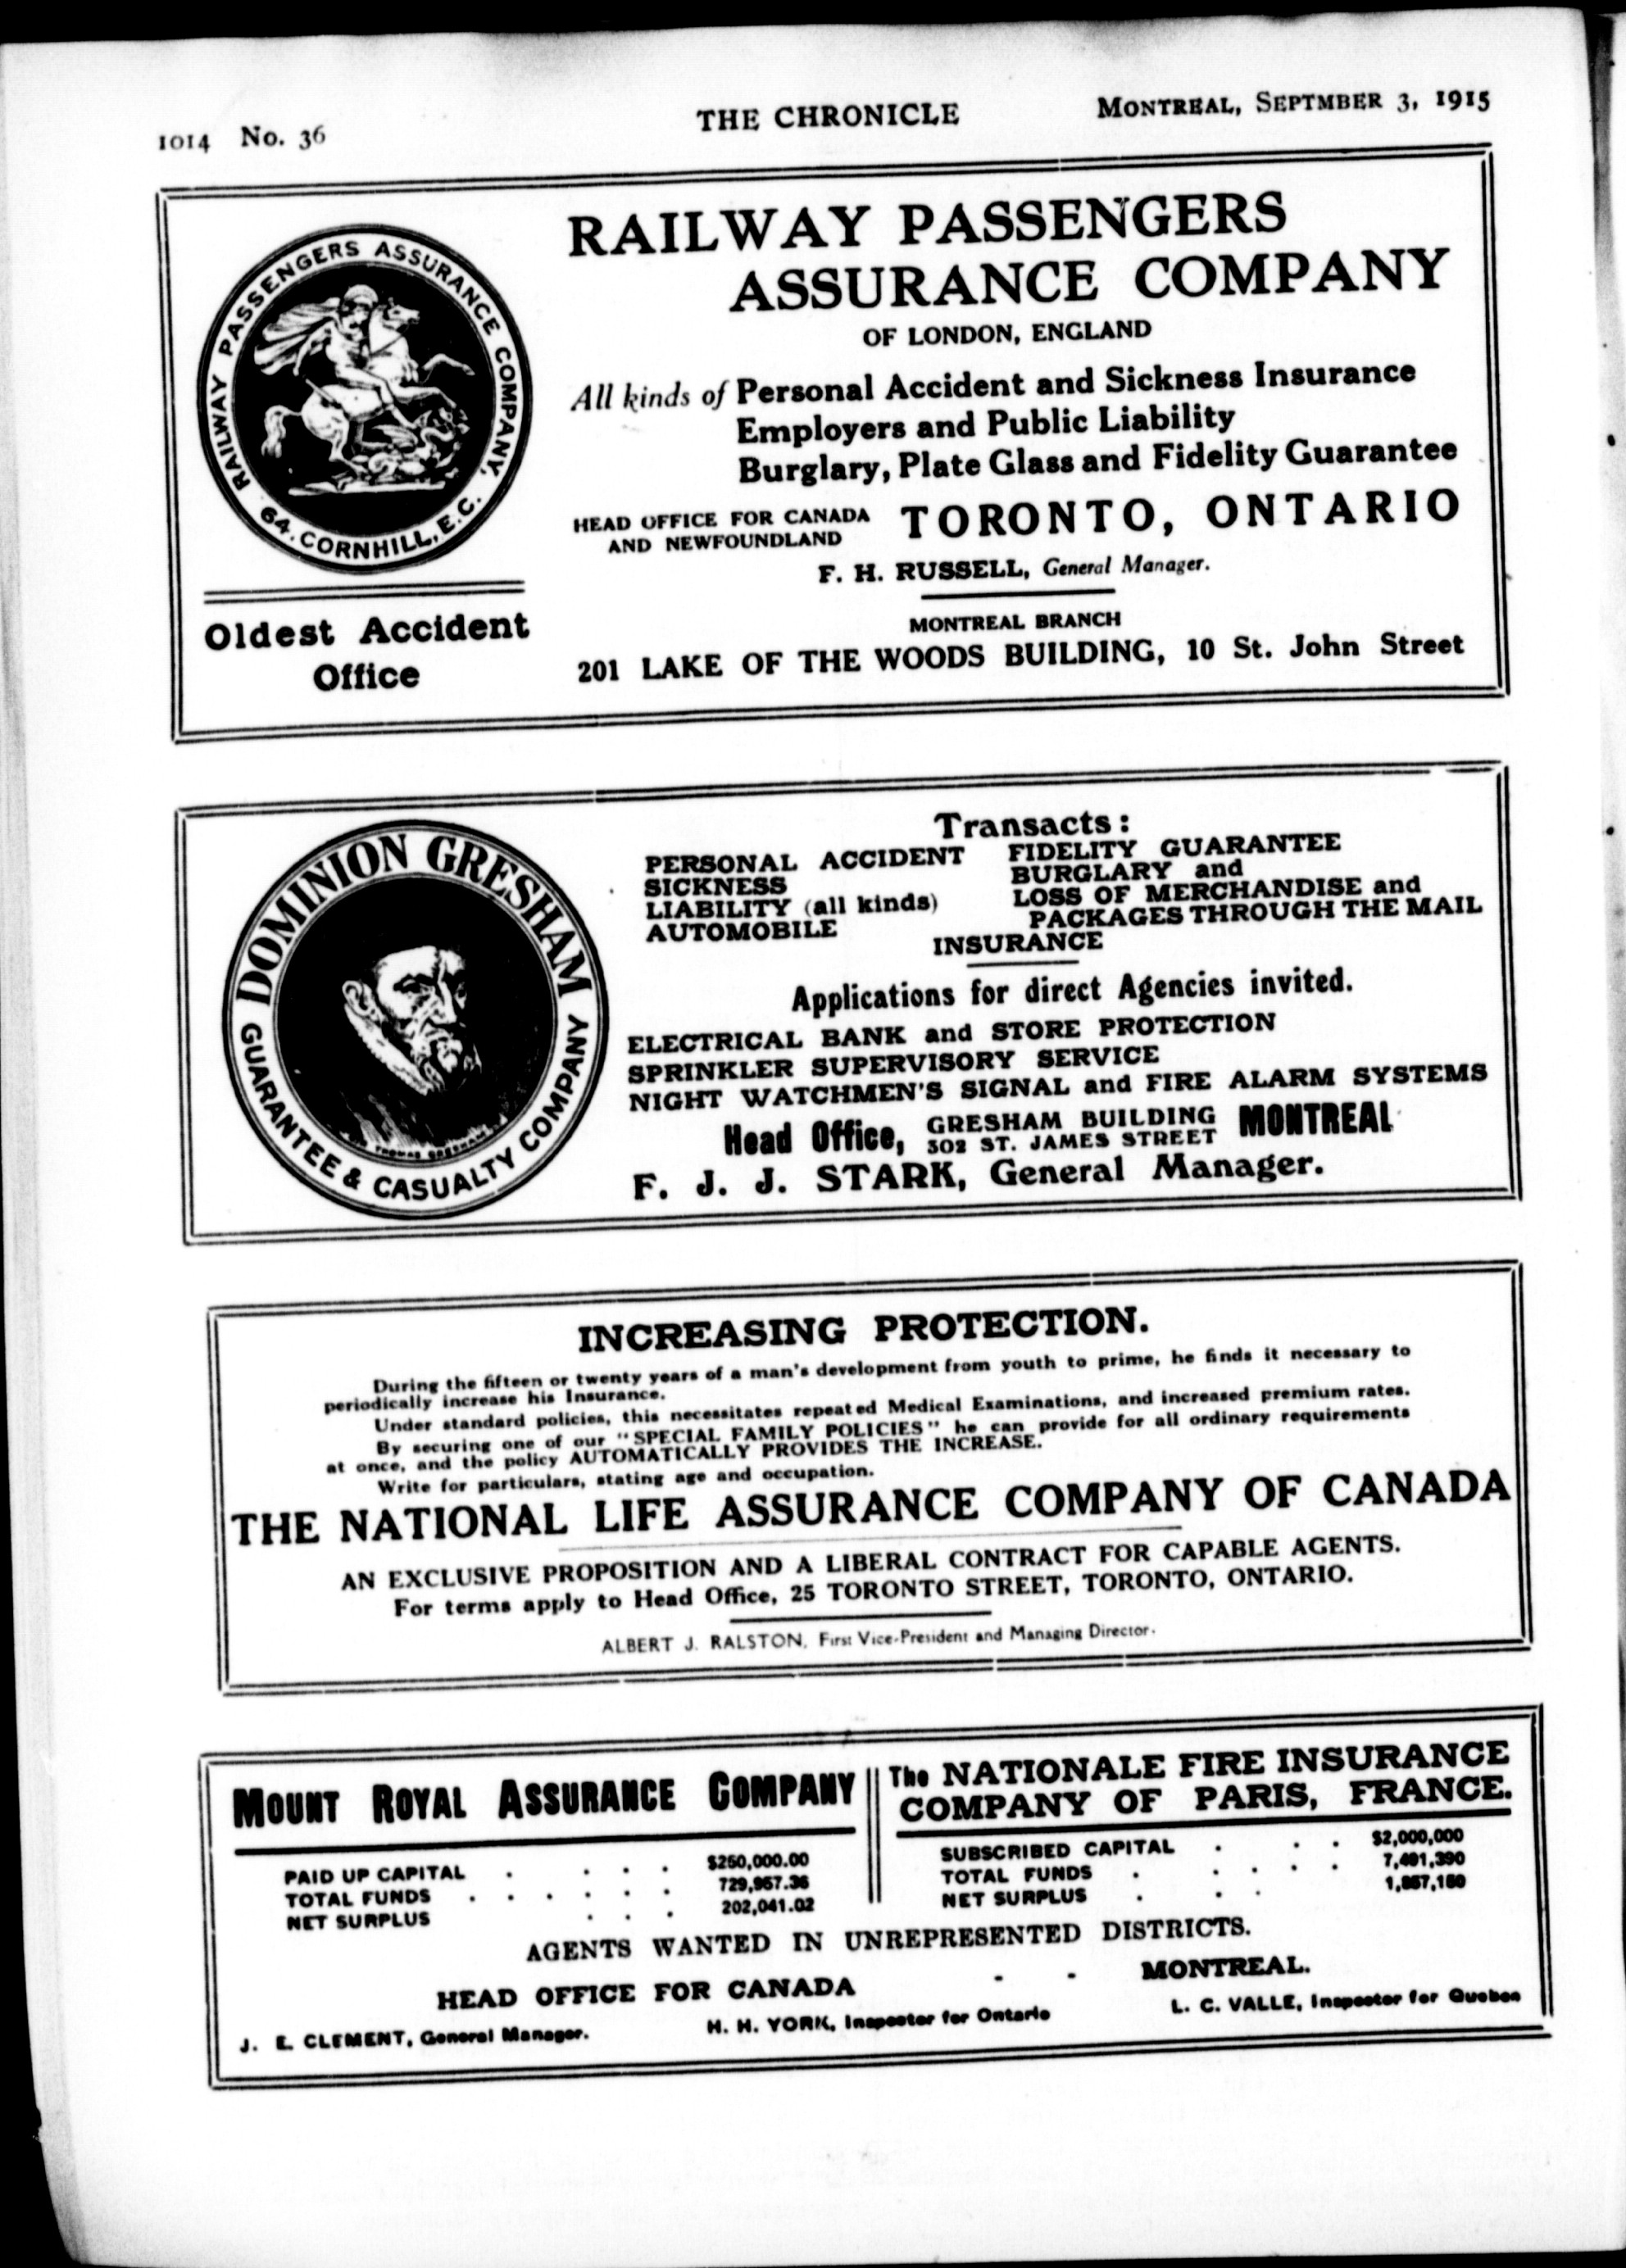 1014 No. 36
THE CHRONICLE
MONTREAL, SEPTMBER 3, 1915
RAILWAY PASSENGERS ASSURANCE COMPANY,
64, CORNHILL, E.C.
Oldest Accident
Office
RAILWAY PASSENGERS
ASSURANCE COMPANY
OF LONDON, ENGLAND
All kinds of Personal Accident and Sickness Insurance
Employers and Public Liability
Burglary, Plate Glass and Fidelity Guarantee
HEAD OFFICE FOR CANADA
AND NEWFOUNDLAND
TORONTO, ONTARIO
F. H. RUSSELL, General Manager.
MONTREAL BRANCH
201 LAKE OF THE WOODS BUILDING, 10 St. John Street
DOMINION GRESHAM
GUARANTEE & CASUALTY COMPANY
THOMAS GRESHAM
Transacts:
PERSONAL ACCIDENT
SICKNESS
LIABILITY (all kinds)
AUTOMOBILE
FIDELITY GUARANTEE
BURGLARY and
LOSS OF MERCHANDISE and
PACKAGES THROUGH THE MAIL
INSURANCE
Applications for direct Agencies invited.
ELECTRICAL BANK and STORE PROTECTION
SPRINKLER SUPERVISORY SERVICE
NIGHT WATCHMEN'S SIGNAL and FIRE ALARM SYSTEMS
Head Office, GRESHAM BUILDING
302 ST. JAMES STREET
MONTREAL
F. J. J. STARK, General Manager.
INCREASING PROTECTION.
During the fifteen or twenty years of a man's development from youth to prime, he finds it necessary to
periodically increase his Insurance.
Under standard policies, this necessitates repeated Medical Examinations, and increased premium rates.
By securing one of our "SPECIAL FAMILY POLICIES" he can provide for all ordinary requirements
at once, and the policy AUTOMATICALLY PROVIDES THE INCREASE.
Write for particulars, stating age and occupation.
THE NATIONAL LIFE ASSURANCE COMPANY OF CANADA
AN EXCLUSIVE PROPOSITION AND A LIBERAL CONTRACT FOR CAPABLE AGENTS.
For terms apply to Head Office, 25 TORONTO STREET, TORONTO, ONTARIO.
ALBERT J. RALSTON, First Vice-President and Managing Director.
MOUNT ROYAL ASSURANCE COMPANY
PAID UP CAPITAL . . . . . $250,000.00
TOTAL FUNDS . . . . . . 729,957.36
NET SURPLUS . . . 202,041.02
The NATIONALE FIRE INSURANCE
COMPANY OF PARIS, FRANCE.
SUBSCRIBED CAPITAL . . . $2,000,000
TOTAL FUNDS . . . . . 7,491,390
NET SURPLUS . . .
AGENTS WANTED IN UNREPRESENTED DISTRICTS.
HEAD OFFICE FOR CANADA - - MONTREAL.
J. E. CLEMENT, General Manager.
H. H. YORK, Inspector for Ontario
L. C. VALLE, Inspector for Quebec